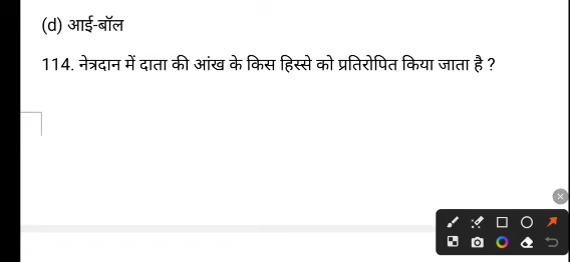 (d) आई-बॉल
114. नेत्रदान में दाता की आंख के किस हिस्से को प्रतिरोपित किया जाता है ?